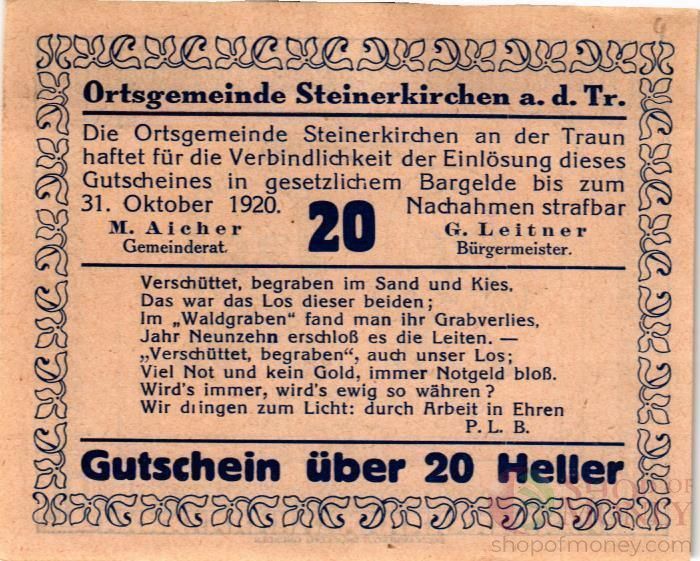 Ortsgemeinde Steinerkirchen a. d. Tr.
Die Ortsgemeinde Steinerkirchen an der Traun
haftet für die Verbindlichkeit der Einlösung dieses
Gutscheines in gesetzlichem Bargelde bis zum
31. Oktober 1920. 20 Nachahmen strafbar
M. Aicher G. Leitner
Gemeinderat. Bürgermeister.
Verschüttet, begraben im Sand und Kies,
Das war das Los dieser beiden;
Im „Waldgraben" fand man ihr Grabverlies,
Jahr Neunzehn erschloß es die Leiten. —
„Verschüttet, begraben", auch unser Los;
Viel Not und kein Gold, immer Notgeld bloß.
Wird's immer, wird's ewig so währen?
Wir dringen zum Licht: durch Arbeit in Ehren
P. L. B.
Gutschein über 20 Heller
SHOP OF
MONEY
shopofmoney.com